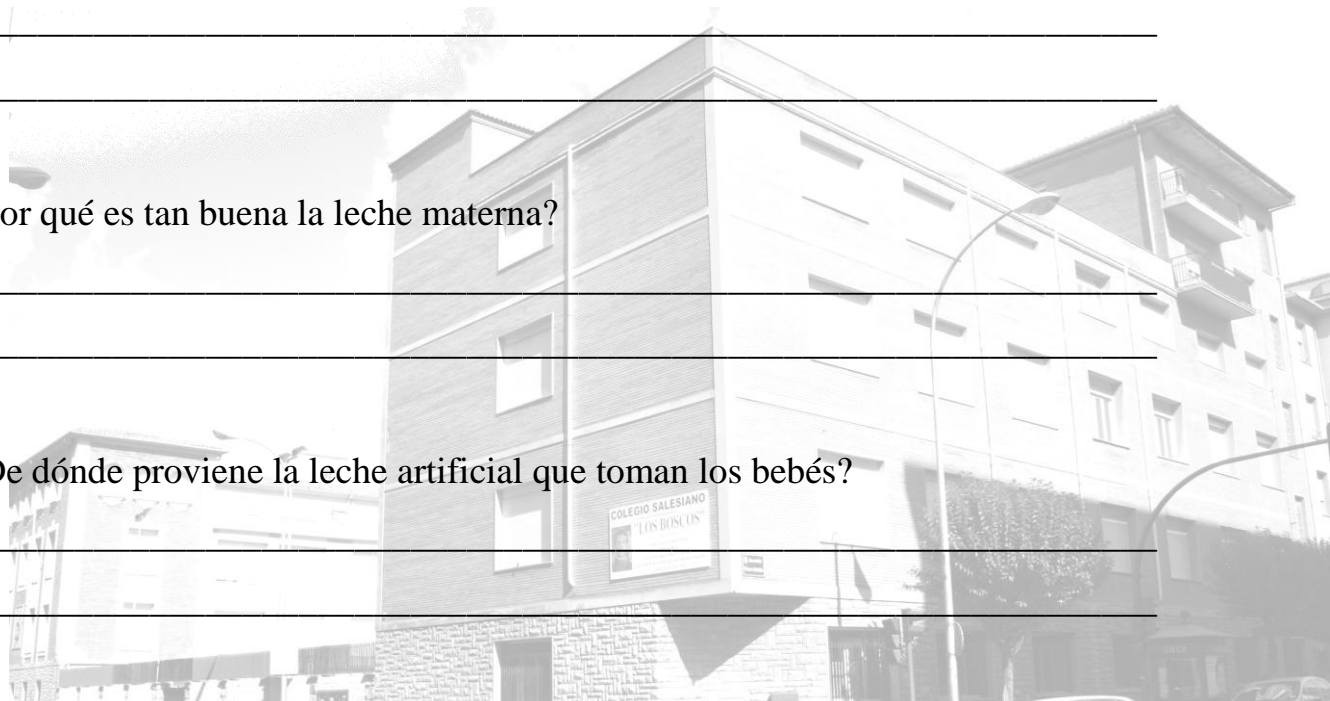 or qué es tan buena la leche materna?
De dónde proviene la leche artificial que toman los bebés?
COLEGIO SALESIANO
"LOS BOSCOS"